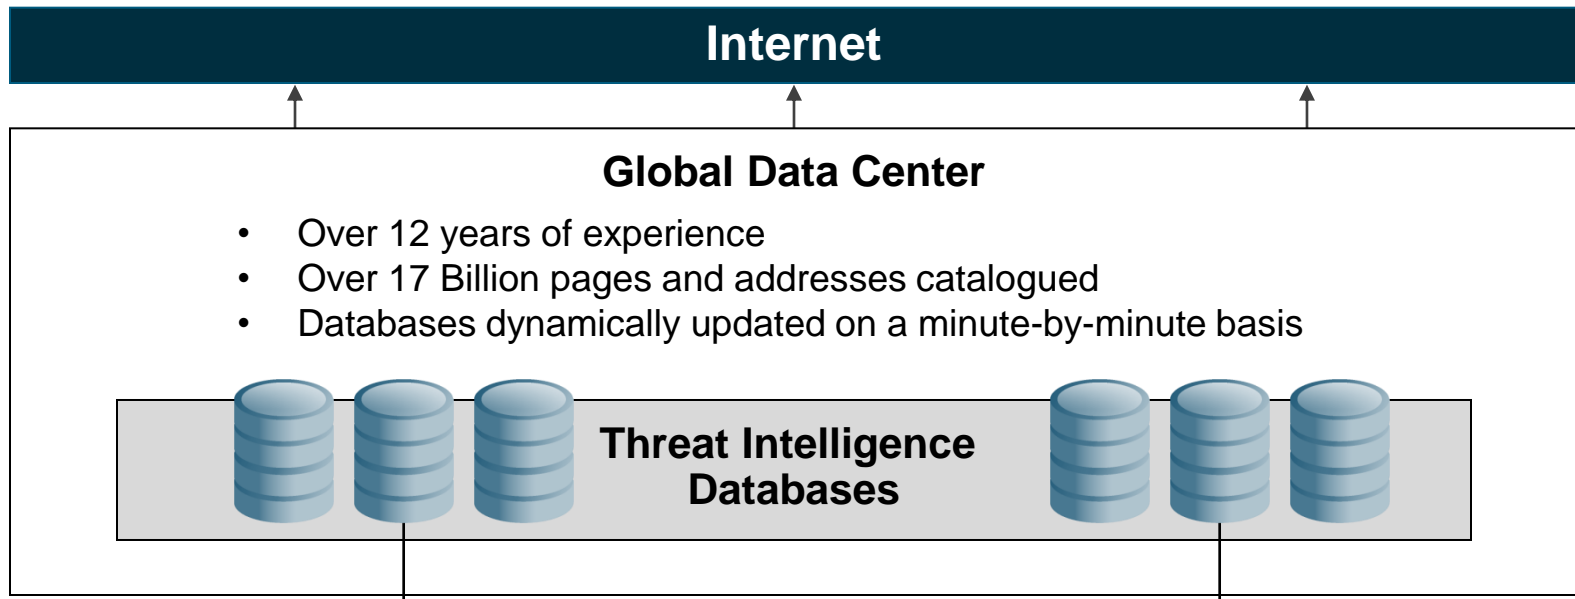 Internet
Global Data Center
• Over 12 years of experience
• Over 17 Billion pages and addresses catalogued
• Databases dynamically updated on a minute-by-minute basis
Threat Intelligence
Databases